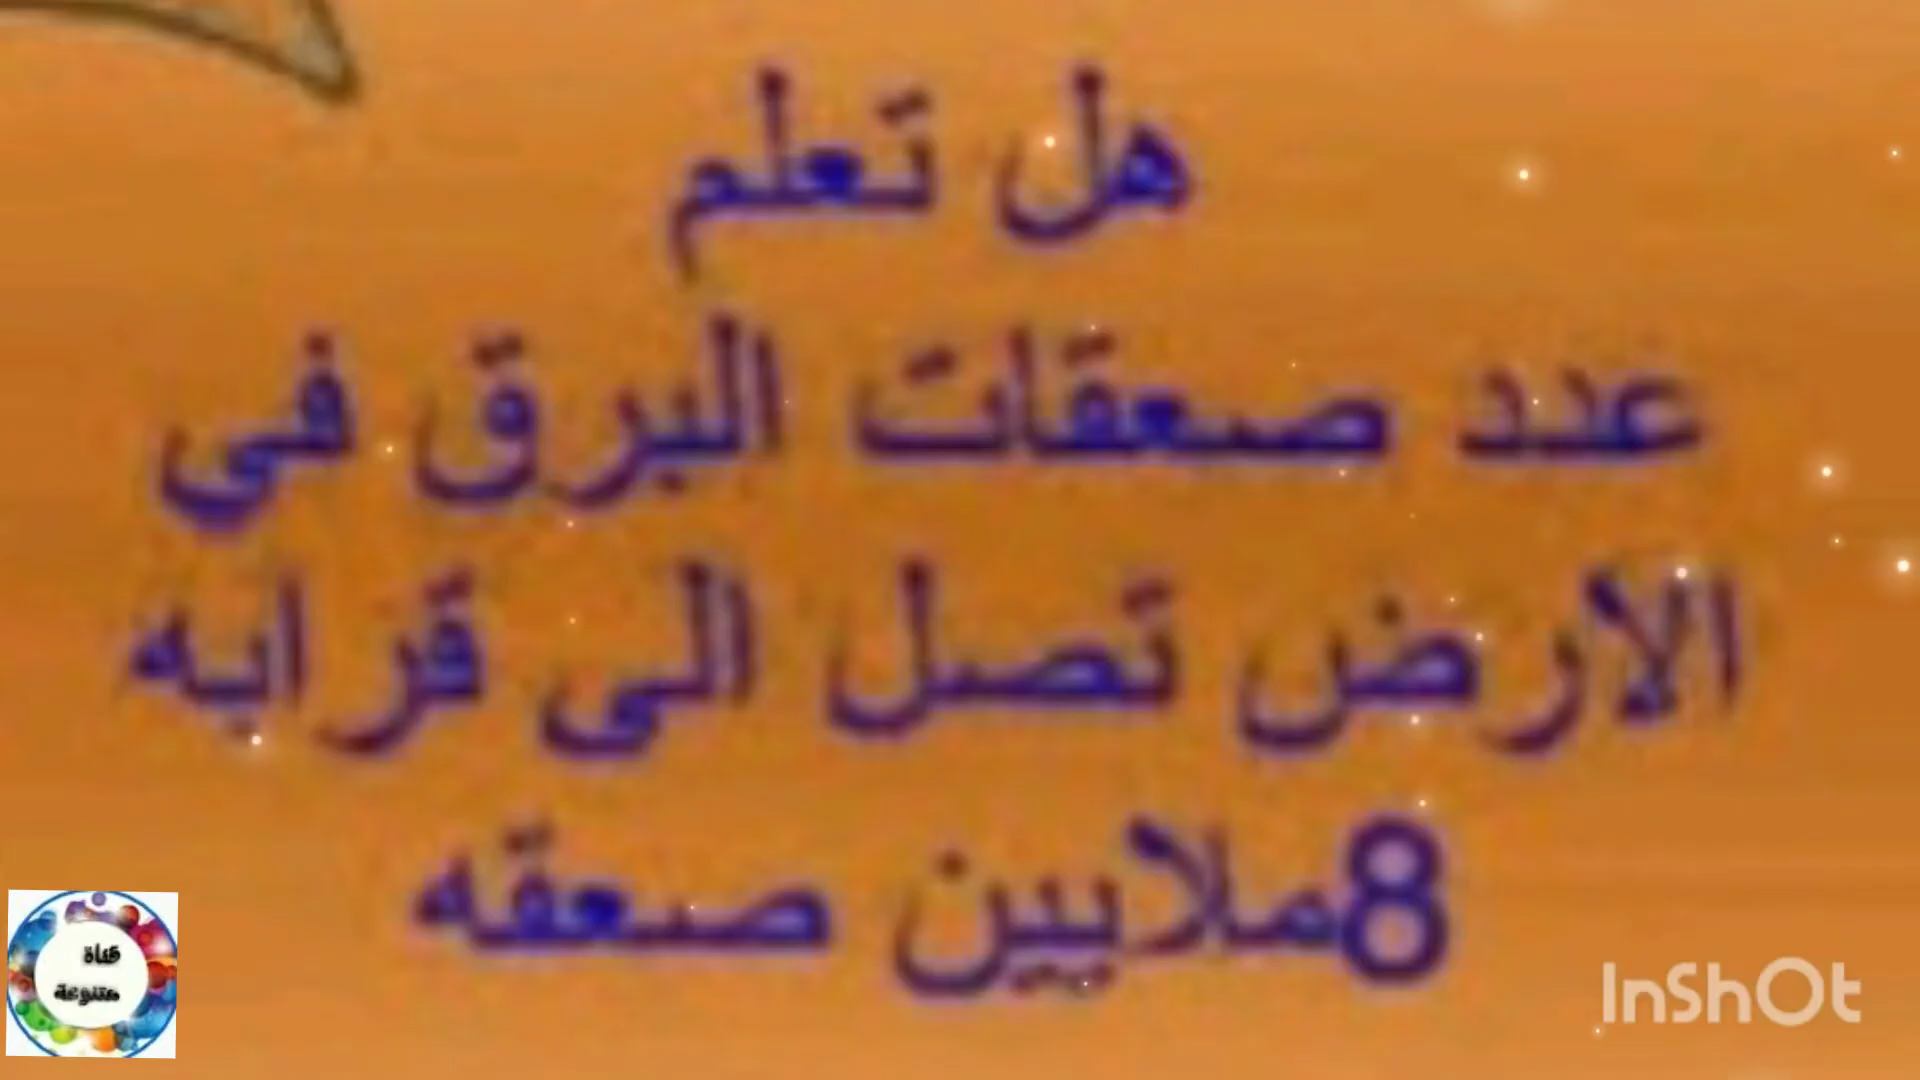 هل تعلم
عدد صعقات البرق في
الارض تصل الى قرابه
8ملايين صعقه
قناة
متنوعة
InShOt